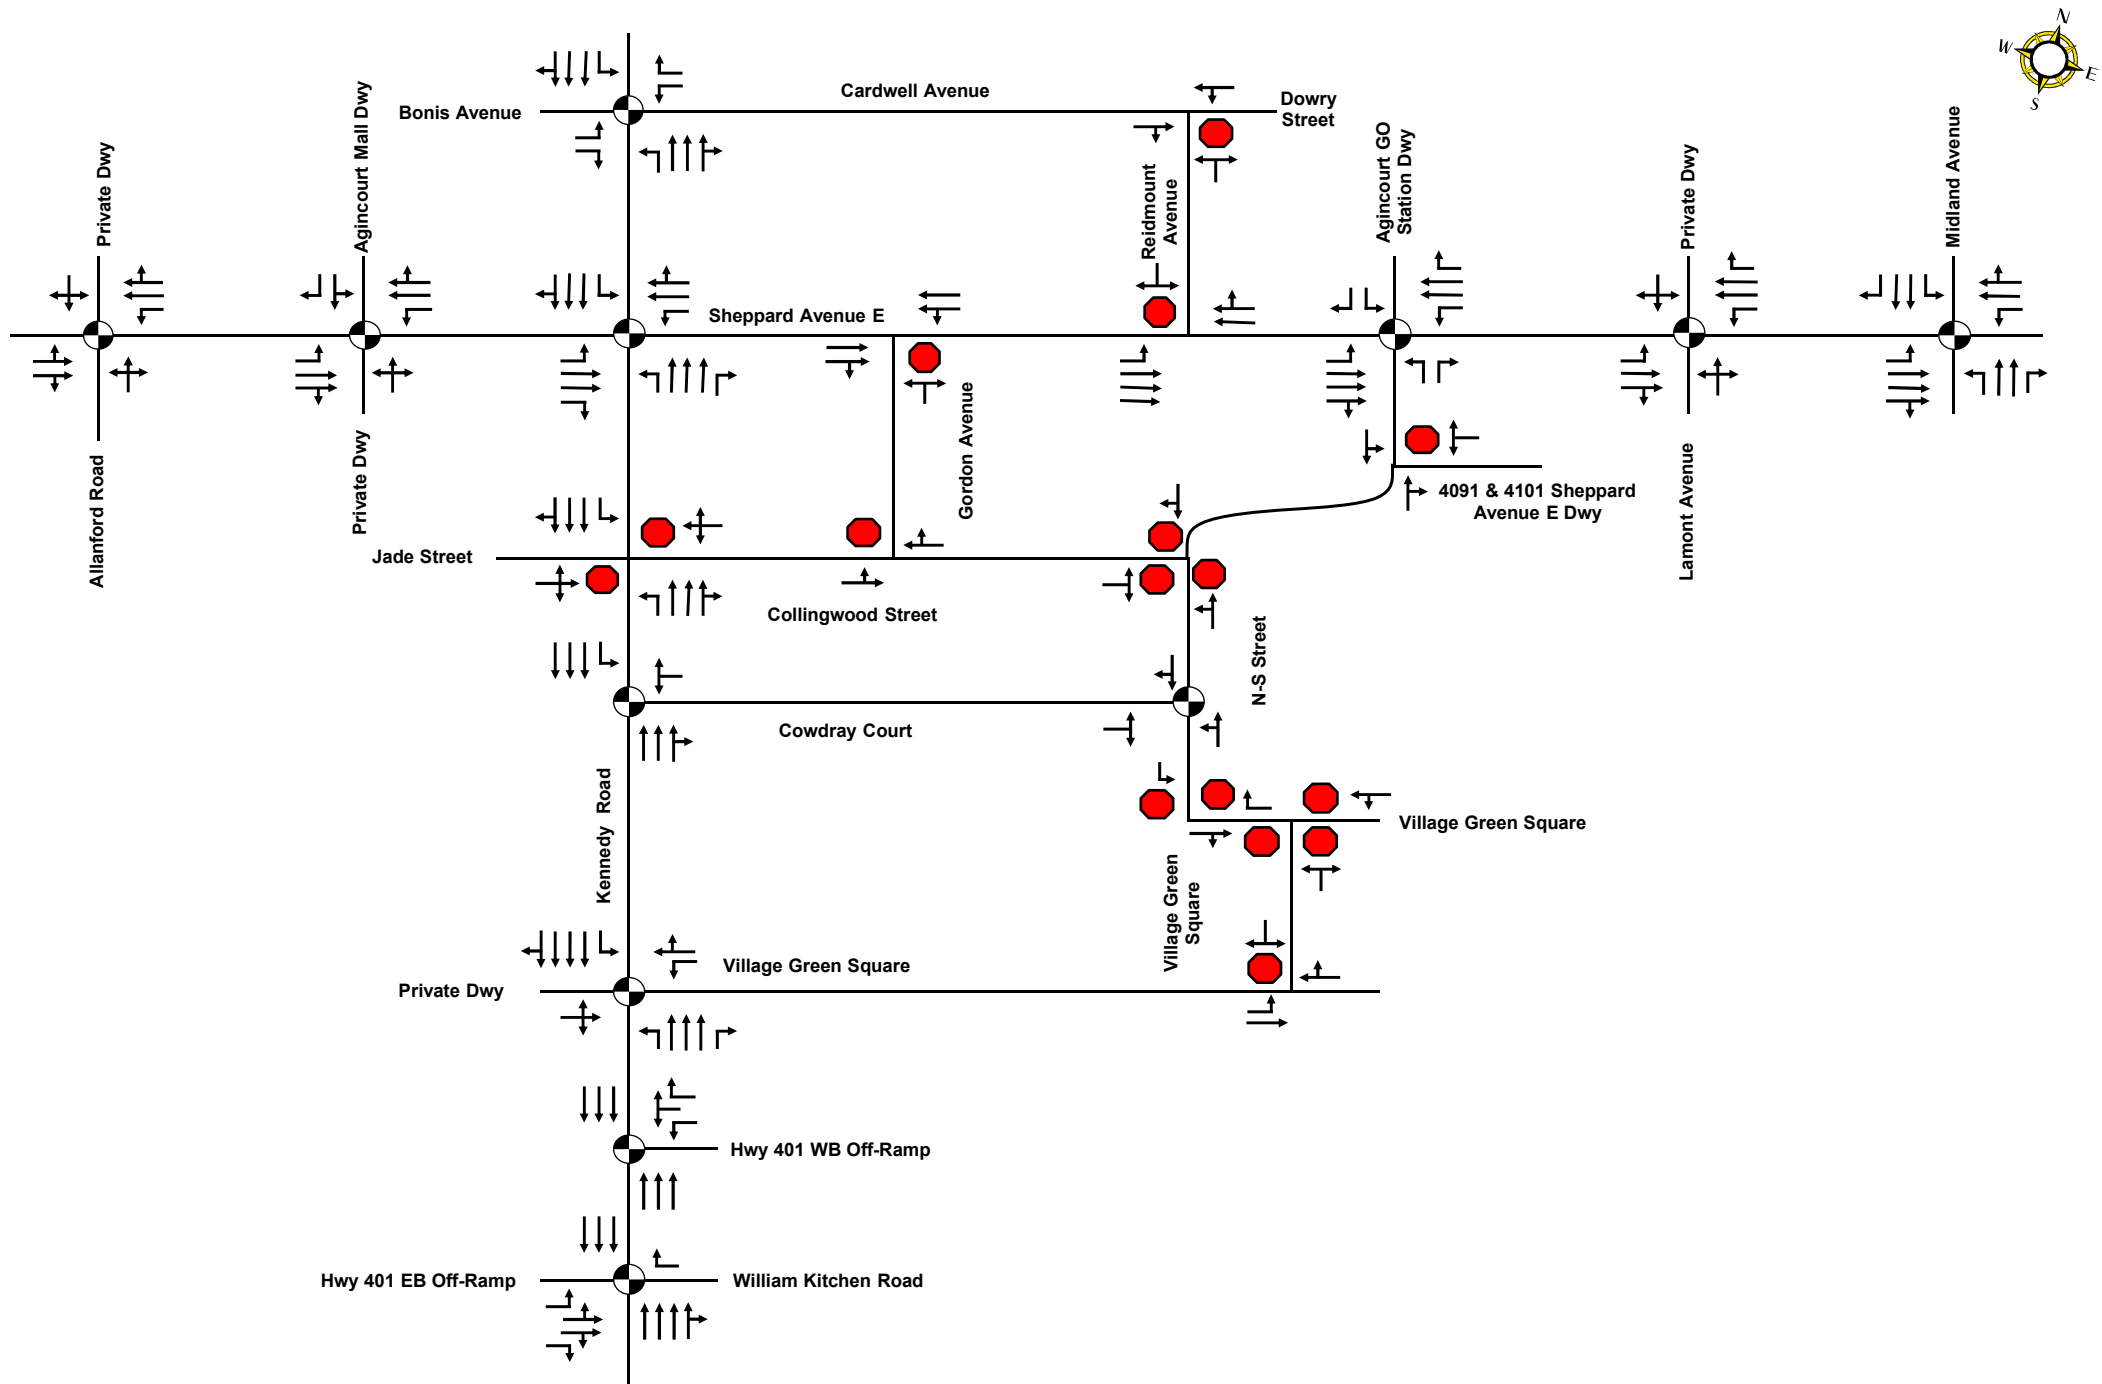 N
W
E
S
Cardwell Avenue
Bonis Avenue
Dowry
Street
Private Dwy
Agincourt Mall Dwy
Reidmount
Avenue
Agincourt GO
Station Dwy
Private Dwy
Midland Avenue
Sheppard Avenue E
Allanford Road
Private Dwy
Gordon Avenue
4091 & 4101 Sheppard
Avenue E Dwy
Lamont Avenue
Jade Street
Collingwood Street
N-S Street
Cowdray Court
Kennedy Road
Village Green Square
Village Green
Square
Village Green Square
Private Dwy
Hwy 401 WB Off-Ramp
Hwy 401 EB Off-Ramp
William Kitchen Road